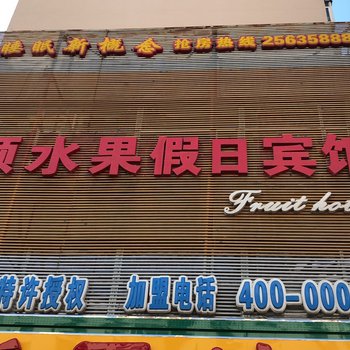 睡眠新概念 抢房热线 25635888
水果假日宾馆
Fruit hot
特许授权 加盟电话 400-000